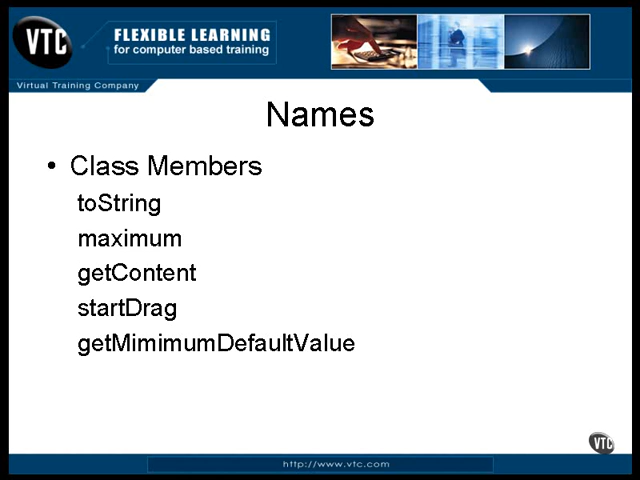 VTC
FLEXIBLE LEARNING
for computer based training
Virtual Training Company
Names
• Class Members
toString
maximum
getContent
startDrag
getMimimumDefaultValue
VTC
http://www.vtc.com